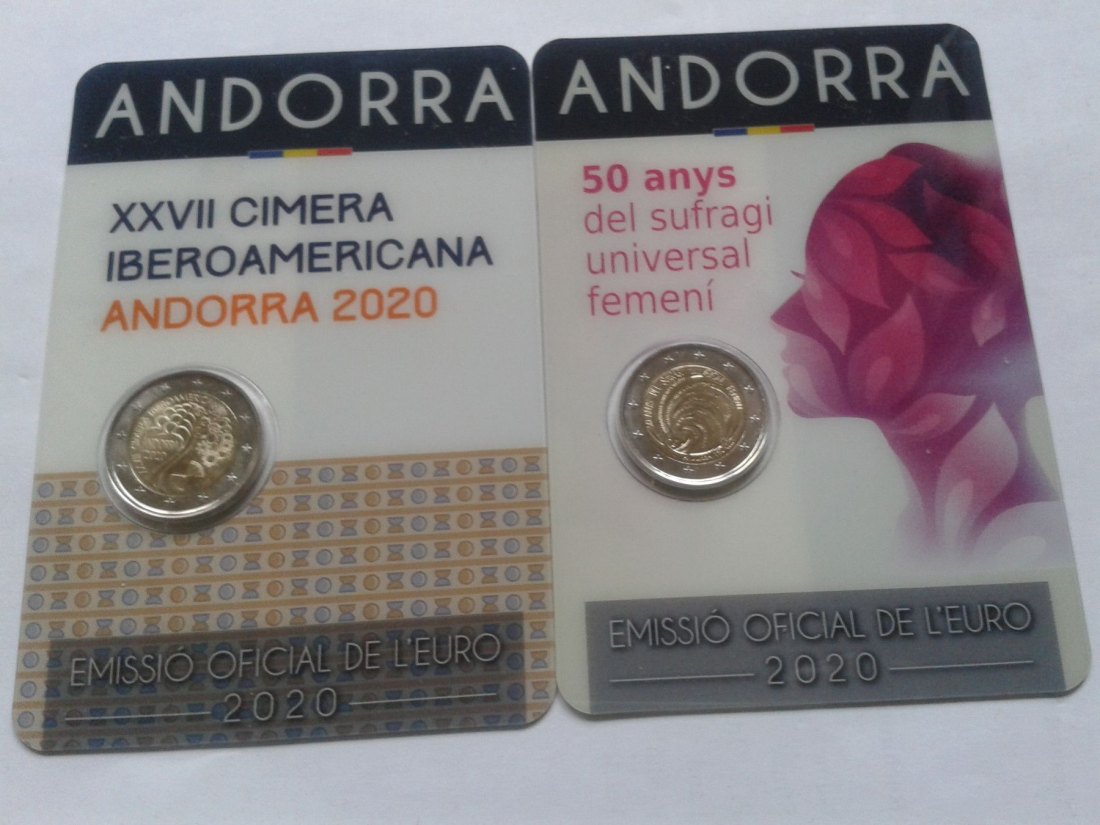 ANDORRA
XXVII CIMERA
IBEROAMERICANA
ANDORRA 2020
EMISSIÓ OFICIAL DE L'EURO
2020
ANDORRA
50 anys
del sufragi
universal
femení
EMISSIÓ OFICIAL DE L'EURO
2020